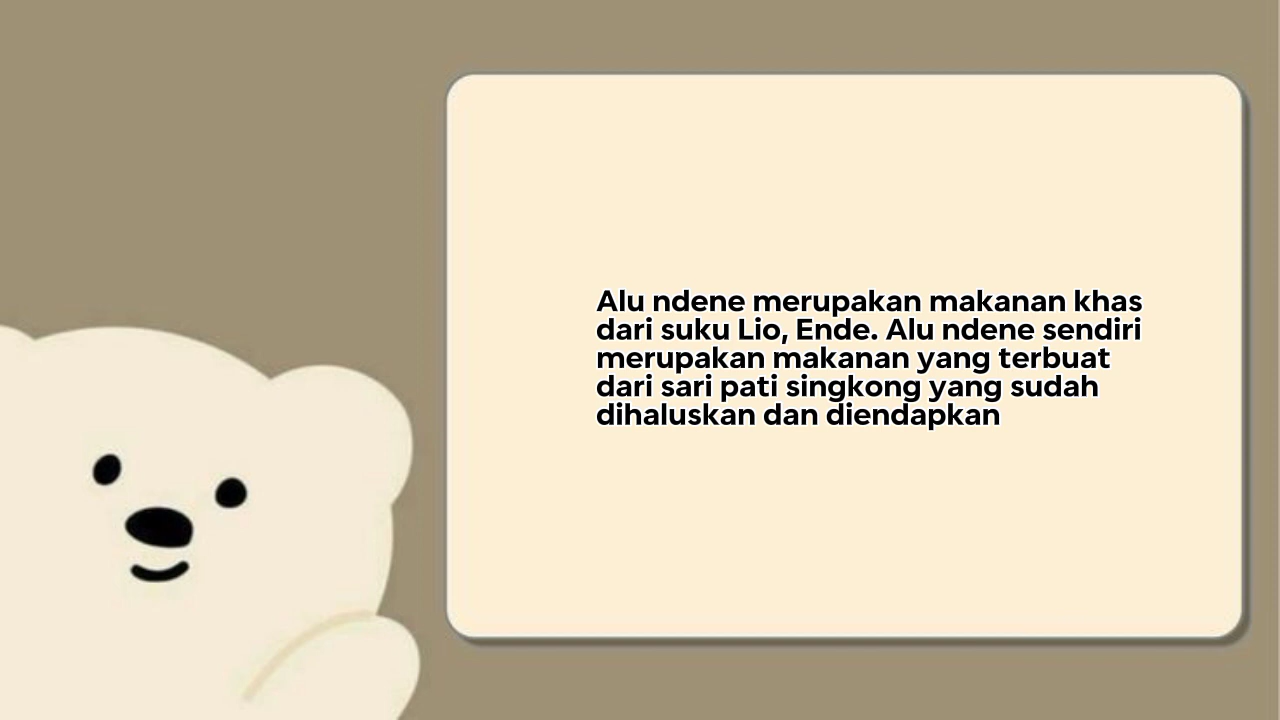 Alu ndene merupakan makanan khas
dari suku Lio, Ende. Alu ndene sendiri
merupakan makanan yang terbuat
dari sari pati singkong yang sudah
dihaluskan dan diendapkan